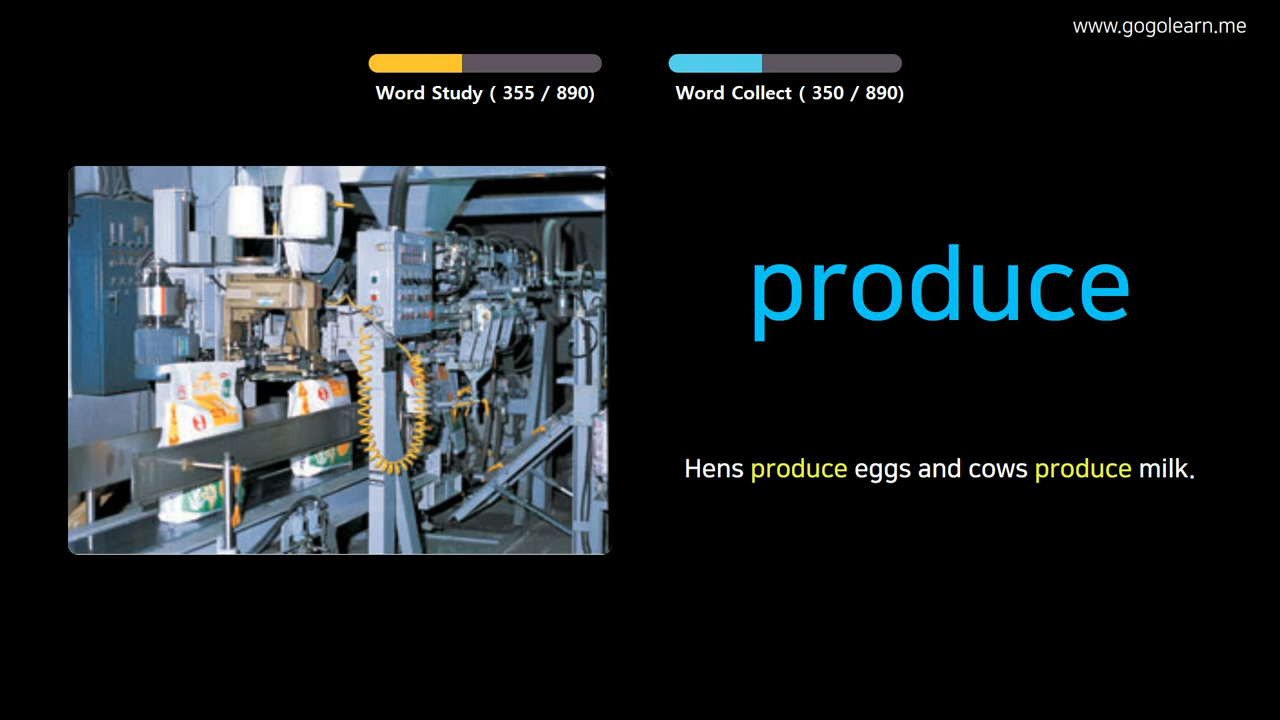 www.gogolearn.me
Word Study ( 355 / 890)
Word Collect ( 350 / 890)
produce
Hens produce eggs and cows produce milk.